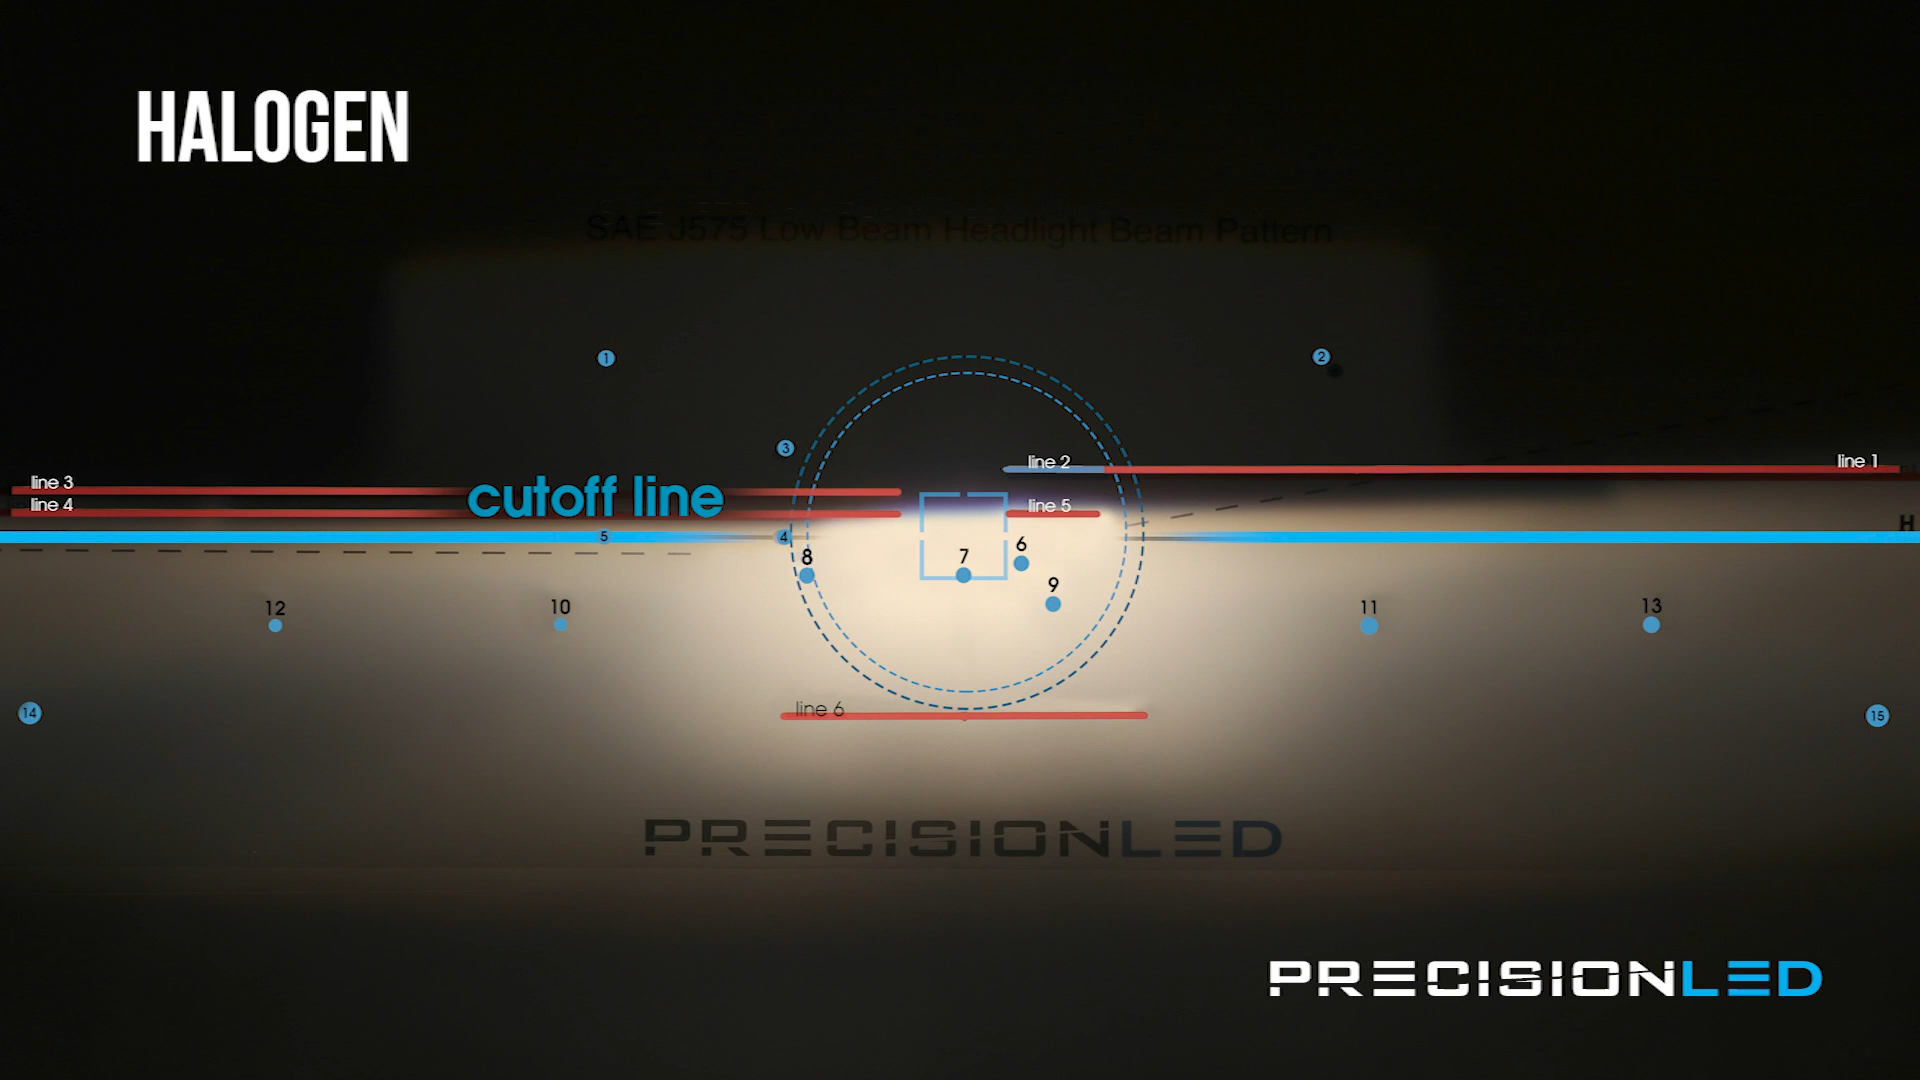 HALOGEN
SAE J575 Low Beam Headlight Beam Pattern
1
2
3
line 2
line 1
line 3
cutoff line
line 4
line 5
H
5
4
8
7
6
9
12
10
11
13
14
line 6
15
PRECISIONLED
PRECISIONLED